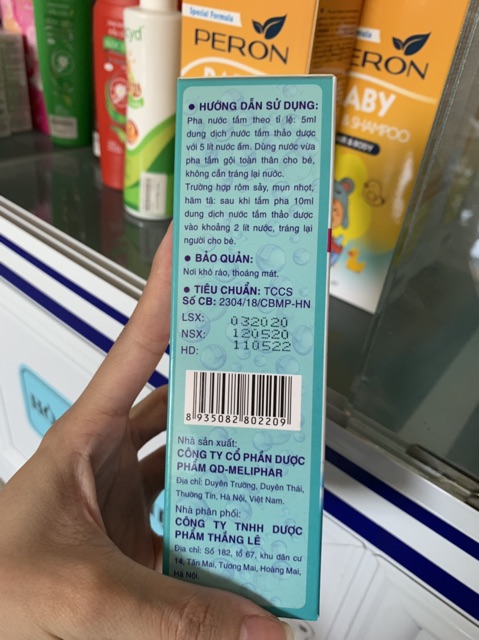 Special Formula
PERON
ERON
ABY
& SHAMPOO
R & BODY
● HƯỚNG DẪN SỬ DỤNG:
Pha nước tắm theo tỉ lệ: 5ml
dung dịch nước tắm thảo dược
với 5 lít nước ấm. Dùng nước vừa
pha tắm gội toàn thân cho bé,
không cần tráng lại nước.
Trường hợp rôm sảy, mụn nhọt,
hăm tã: sau khi tắm pha 10ml
dung dịch nước tắm thảo dược
vào khoảng 2 lít nước, tráng lại
người cho bé.
● BẢO QUẢN:
Nơi khô ráo, thoáng mát.
● TIÊU CHUẨN: TCCS
Số CB: 2304/18/CBMP-HN
LSX: 032020
NSX: 120520
HD: 110522
8 935082 802209
Nhà sản xuất:
CÔNG TY CỔ PHẦN DƯỢC
PHẨM QD-MELIPHAR
Địa chỉ: Duyên Trường, Duyên Thái,
Thường Tín, Hà Nội, Việt Nam.
Nhà phân phối:
CÔNG TY TNHH DƯỢC
PHẨM THẮNG LÊ
Địa chỉ: Số 182, tổ 67, khu dân cư
14, Tân Mai, Tương Mai, Hoàng Mai,
Hà Nội.